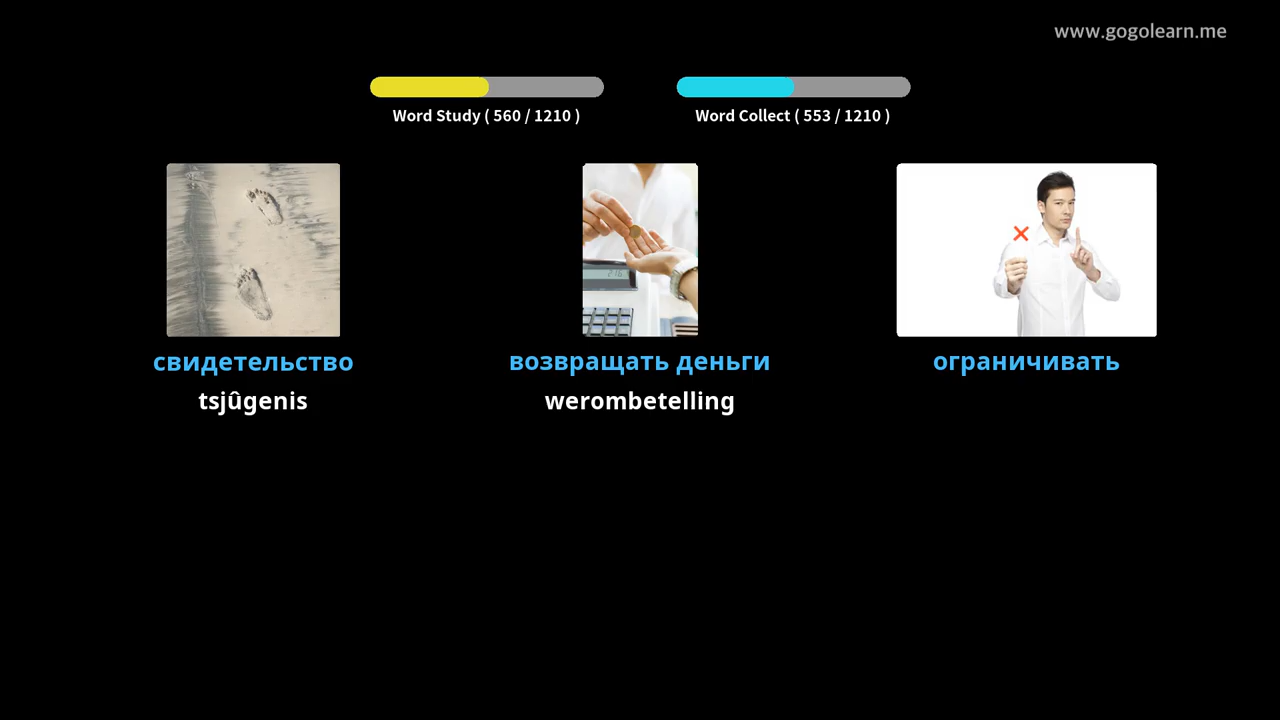 www.gogolearn.me
Word Study ( 560 / 1210 )
Word Collect ( 553 / 1210 )
свидетельство
tsjûgenis
возвращать деньги
werombetelling
ограничивать